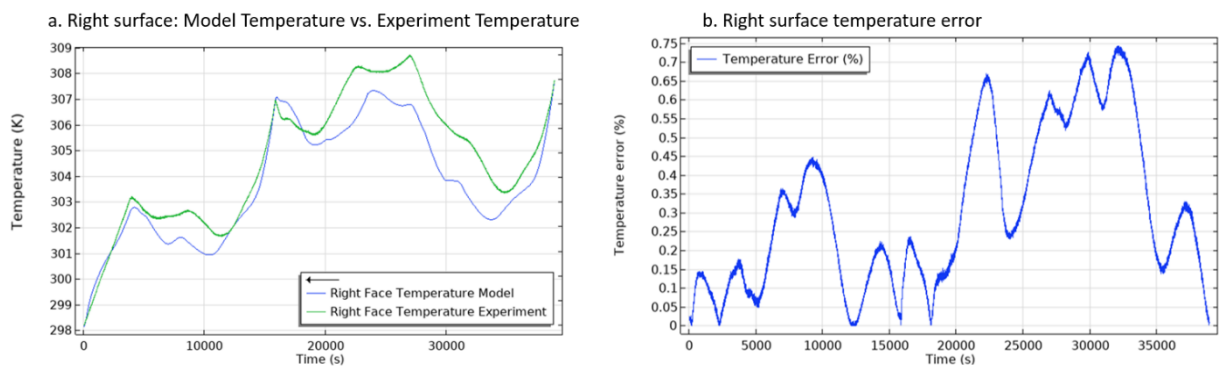 a. Right surface: Model Temperature vs. Experiment Temperature
309
308
307
306
305
304
303
302
301
300
299
298
Temperature (K)
Right Face Temperature Model
Right Face Temperature Experiment
0 10000 20000 30000
Time (s)
b. Right surface temperature error
0.75
0.7
0.65
0.6
0.55
0.5
0.45
0.4
0.35
0.3
0.25
0.2
0.15
0.1
0.05
0
Temperature error (%)
Temperature Error (%)
0 5000 10000 15000 20000 25000 30000 35000
Time (s)